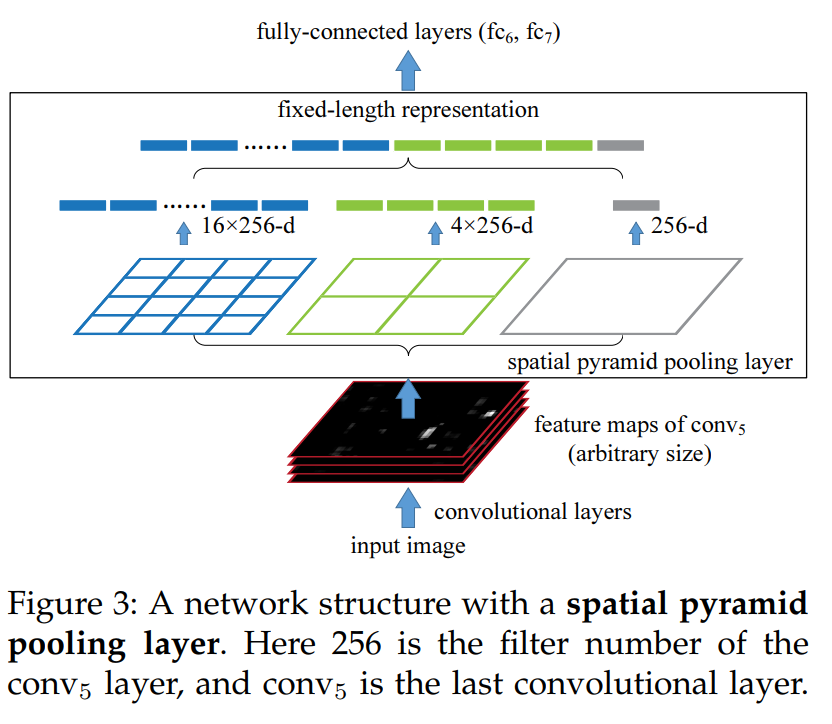 fully-connected layers (fc6, fc7)
fixed-length representation
......
......
16×256-d
4×256-d
256-d
spatial pyramid pooling layer
feature maps of conv5
(arbitrary size)
convolutional layers
input image
Figure 3: A network structure with a spatial pyramid
pooling layer. Here 256 is the filter number of the
conv5 layer, and conv5 is the last convolutional layer.